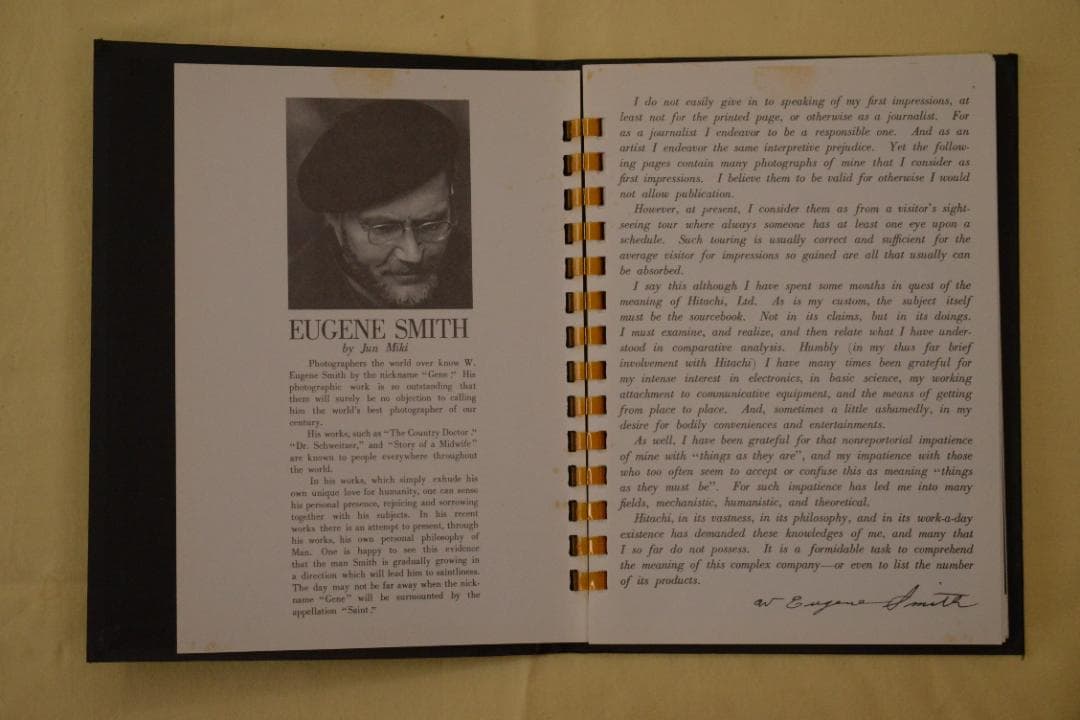 EUGENE SMITH
by Jun Miki
Photographers the world over know W.
Eugene Smith by the nickname “Gene.” His
photographic work is so outstanding that
there will surely be no objection to calling
him the world's best photographer of our
century.
His works, such as “The Country Doctor,”
“Dr. Schweitzer,” and “Story of a Midwife”
are known to people everywhere throughout
the world.
In his works, which simply exhude his
own unique love for humanity, one can sense
his personal presence, rejoicing and sorrowing
together with his subjects. In his recent
works there is an attempt to present, through
his works, his own personal philosophy of
Man. One is happy to see this evidence
that the man Smith is gradually growing in
a direction which will lead him to saintliness.
The day may not be far away when the nick-
name “Gene” will be surmounted by the
appellation “Saint.”
I do not easily give in to speaking of my first impressions, at
least not for the printed page, or otherwise as a journalist. For
as a journalist I endeavor to be a responsible one. And as an
artist I endeavor the same interpretive prejudice. Yet the follow-
ing pages contain many photographs of mine that I consider as
first impressions. I believe them to be valid for otherwise I would
not allow publication.
However, at present, I consider them as from a visitor's sight-
seeing tour where always someone has at least one eye upon a
schedule. Such touring is usually correct and sufficient for the
average visitor for impressions so gained are all that usually can
be absorbed.
I say this although I have spent some months in quest of the
meaning of Hitachi, Ltd. As is my custom, the subject itself
must be the sourcebook. Not in its claims, but in its doings.
I must examine, and realize, and then relate what I have under-
stood in comparative analysis. Humbly (in my thus far brief
involvement with Hitachi) I have many times been grateful for
my intense interest in electronics, in basic science, my working
attachment to communicative equipment, and the means of getting
from place to place. And, sometimes a little ashamedly, in my
desire for bodily conveniences and entertainments.
As well, I have been grateful for that nonreportorial impatience
of mine with “things as they are”, and my impatience with those
who too often seem to accept or confuse this as meaning “things
as they must be”. For such impatience has led me into many
fields, mechanistic, humanistic, and theoretical.
Hitachi, in its vastness, in its philosophy, and in its work-a-day
existence has demanded these knowledges of me, and many that
I so far do not possess. It is a formidable task to comprehend
the meaning of this complex company—or even to list the number
of its products.
W Eugene Smith